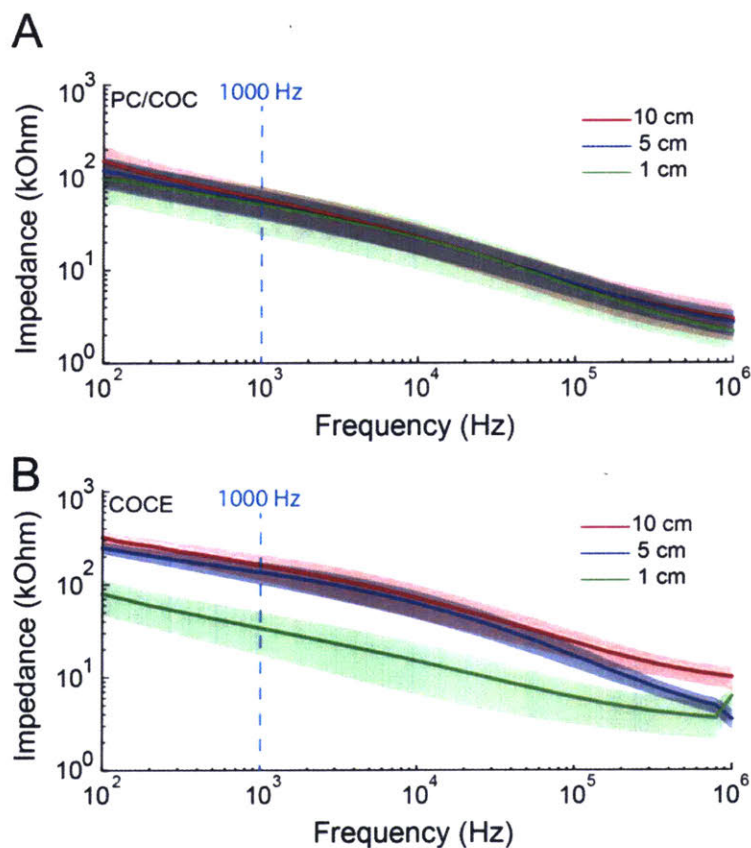 A
PC/COC
1000 Hz
10 cm
5 cm
1 cm
10³
10²
10¹
10⁰
Impedance (kOhm)
10² 10³ 10⁴ 10⁵ 10⁶
Frequency (Hz)
B
COCE
1000 Hz
10 cm
5 cm
1 cm
10³
10²
10¹
10⁰
Impedance (kOhm)
10² 10³ 10⁴ 10⁵ 10⁶
Frequency (Hz)